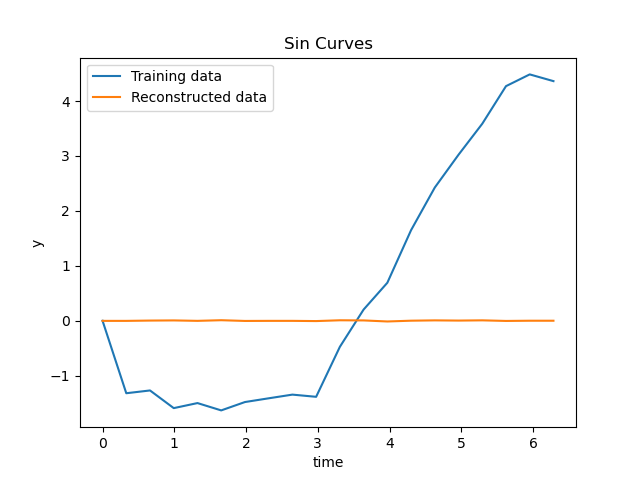 Sin Curves
Training data
Reconstructed data
4
3
2
1
0
−1
y
0 1 2 3 4 5 6
time